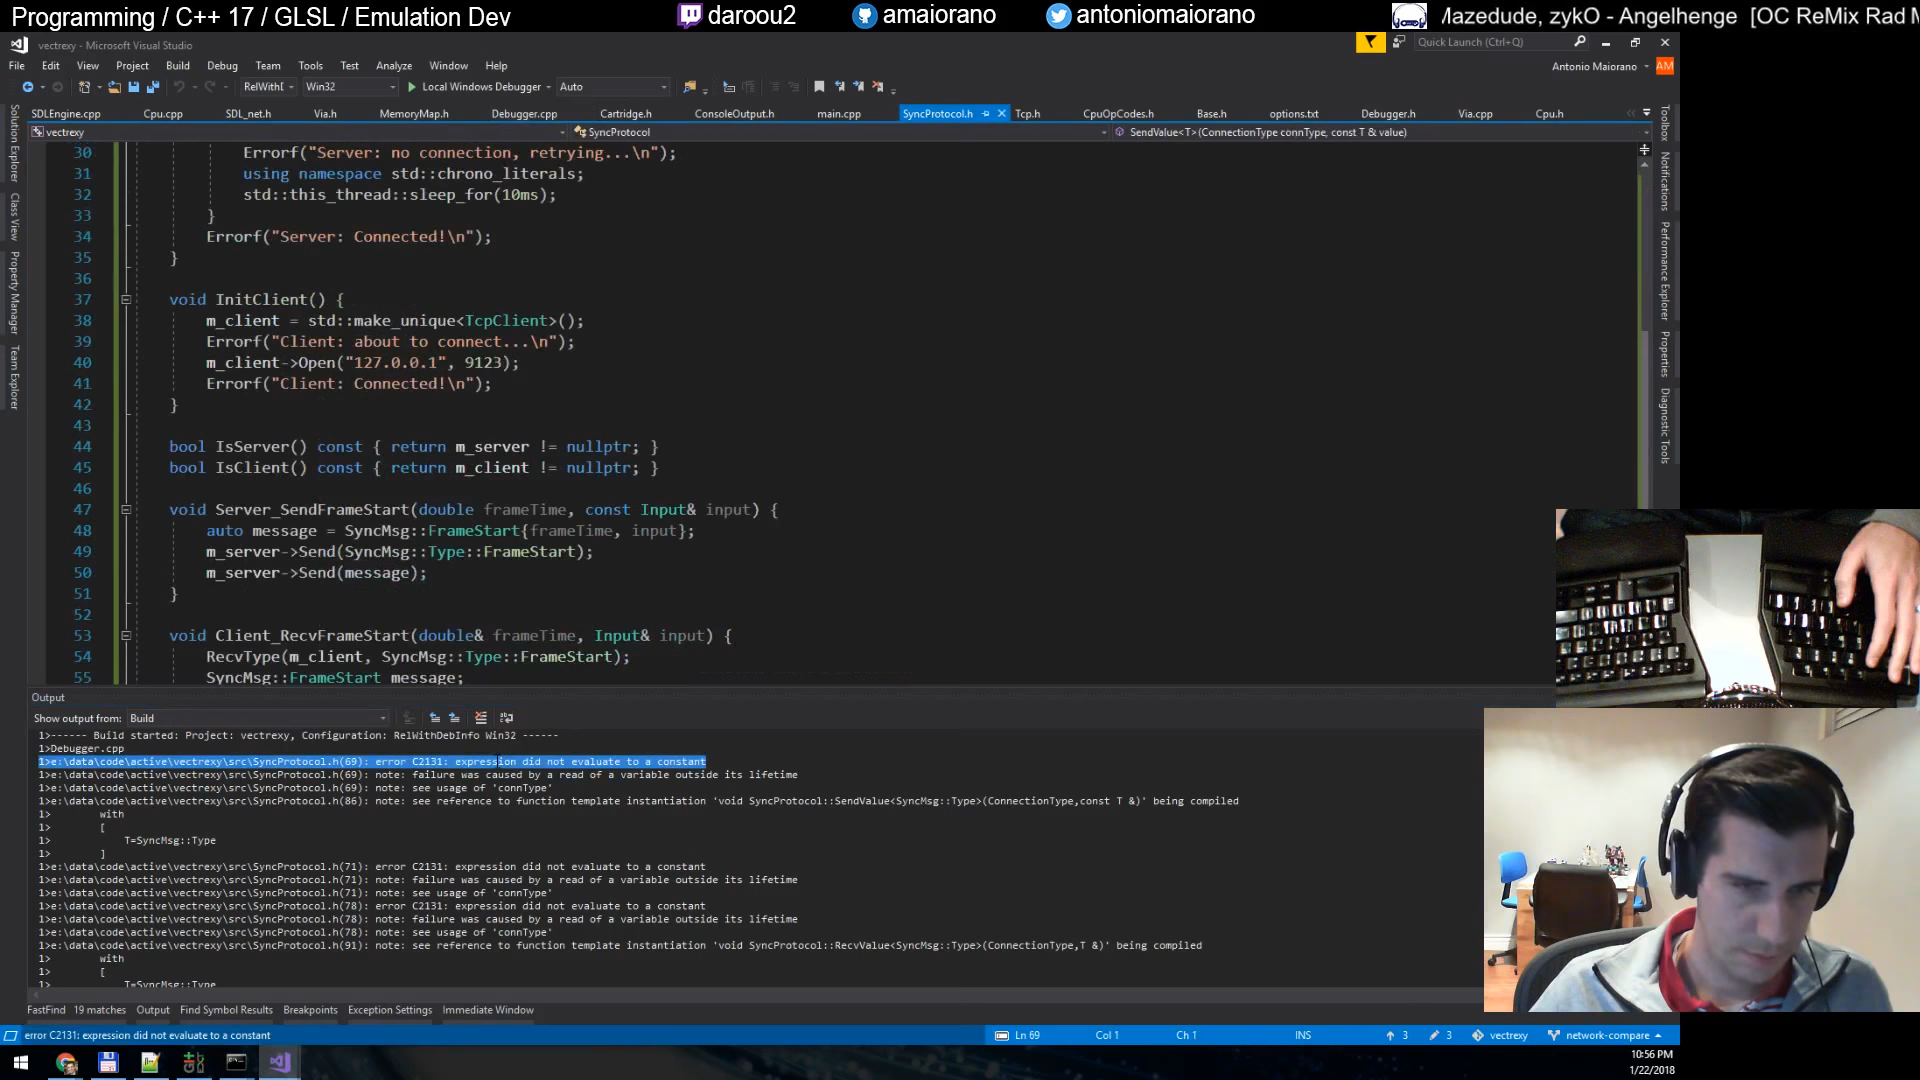 Programming / C++ 17 / GLSL / Emulation Dev
daroou2
amaiorano
antoniomaiorano
Mazedude, zykO - Angelhenge [OC ReMix Rad
vectrexy - Microsoft Visual Studio
Quick Launch (Ctrl+Q)
File Edit View Project Build Debug Team Tools Test Analyze Window Help
Antonio Maiorano AM
RelWithI Win32 Local Windows Debugger Auto
SDLEngine.cpp Cpu.cpp SDL_net.h Via.h MemoryMap.h Debugger.cpp Cartridge.h ConsoleOutput.h main.cpp SyncProtocol.h Tcp.h CpuOpCodes.h Base.h options.txt Debugger.h Via.cpp Cpu.h
vectrexy SyncProtocol SendValue<T>(ConnectionType connType, const T & value)
30 Errorf("Server: no connection, retrying...\n");
31 using namespace std::chrono_literals;
32 std::this_thread::sleep_for(10ms);
33 }
34 Errorf("Server: Connected!\n");
35 }
36
37 void InitClient() {
38 m_client = std::make_unique<TcpClient>();
39 Errorf("Client: about to connect...\n");
40 m_client->Open("127.0.0.1", 9123);
41 Errorf("Client: Connected!\n");
42 }
43
44 bool IsServer() const { return m_server != nullptr; }
45 bool IsClient() const { return m_client != nullptr; }
46
47 void Server_SendFrameStart(double frameTime, const Input& input) {
48 auto message = SyncMsg::FrameStart{frameTime, input};
49 m_server->Send(SyncMsg::Type::FrameStart);
50 m_server->Send(message);
51 }
52
53 void Client_RecvFrameStart(double& frameTime, Input& input) {
54 RecvType(m_client, SyncMsg::Type::FrameStart);
55 SyncMsg::FrameStart message;
Solution Explorer
Class View
Property Manager
Team Explorer
Toolbox
Notifications
Performance Explorer
Properties
Diagnostic Tools
Output
Show output from: Build
1>------ Build started: Project: vectrexy, Configuration: RelWithDebInfo Win32 ------
1>Debugger.cpp
1>e:\data\code\active\vectrexy\src\SyncProtocol.h(69): error C2131: expression did not evaluate to a constant
1>e:\data\code\active\vectrexy\src\SyncProtocol.h(69): note: failure was caused by a read of a variable outside its lifetime
1>e:\data\code\active\vectrexy\src\SyncProtocol.h(69): note: see usage of 'connType'
1>e:\data\code\active\vectrexy\src\SyncProtocol.h(86): note: see reference to function template instantiation 'void SyncProtocol::SendValue<SyncMsg::Type>(ConnectionType,const T &)' being compiled
1> with
1> [
1> T=SyncMsg::Type
1> ]
1>e:\data\code\active\vectrexy\src\SyncProtocol.h(71): error C2131: expression did not evaluate to a constant
1>e:\data\code\active\vectrexy\src\SyncProtocol.h(71): note: failure was caused by a read of a variable outside its lifetime
1>e:\data\code\active\vectrexy\src\SyncProtocol.h(71): note: see usage of 'connType'
1>e:\data\code\active\vectrexy\src\SyncProtocol.h(78): error C2131: expression did not evaluate to a constant
1>e:\data\code\active\vectrexy\src\SyncProtocol.h(78): note: failure was caused by a read of a variable outside its lifetime
1>e:\data\code\active\vectrexy\src\SyncProtocol.h(78): note: see usage of 'connType'
1>e:\data\code\active\vectrexy\src\SyncProtocol.h(91): note: see reference to function template instantiation 'void SyncProtocol::RecvValue<SyncMsg::Type>(ConnectionType,T &)' being compiled
1> with
1> [
1> T=SyncMsg::Type
FastFind 19 matches Output Find Symbol Results Breakpoints Exception Settings Immediate Window
error C2131: expression did not evaluate to a constant Ln 69 Col 1 Ch 1 INS 3 3 vectrexy network-compare
10:56 PM
1/22/2018